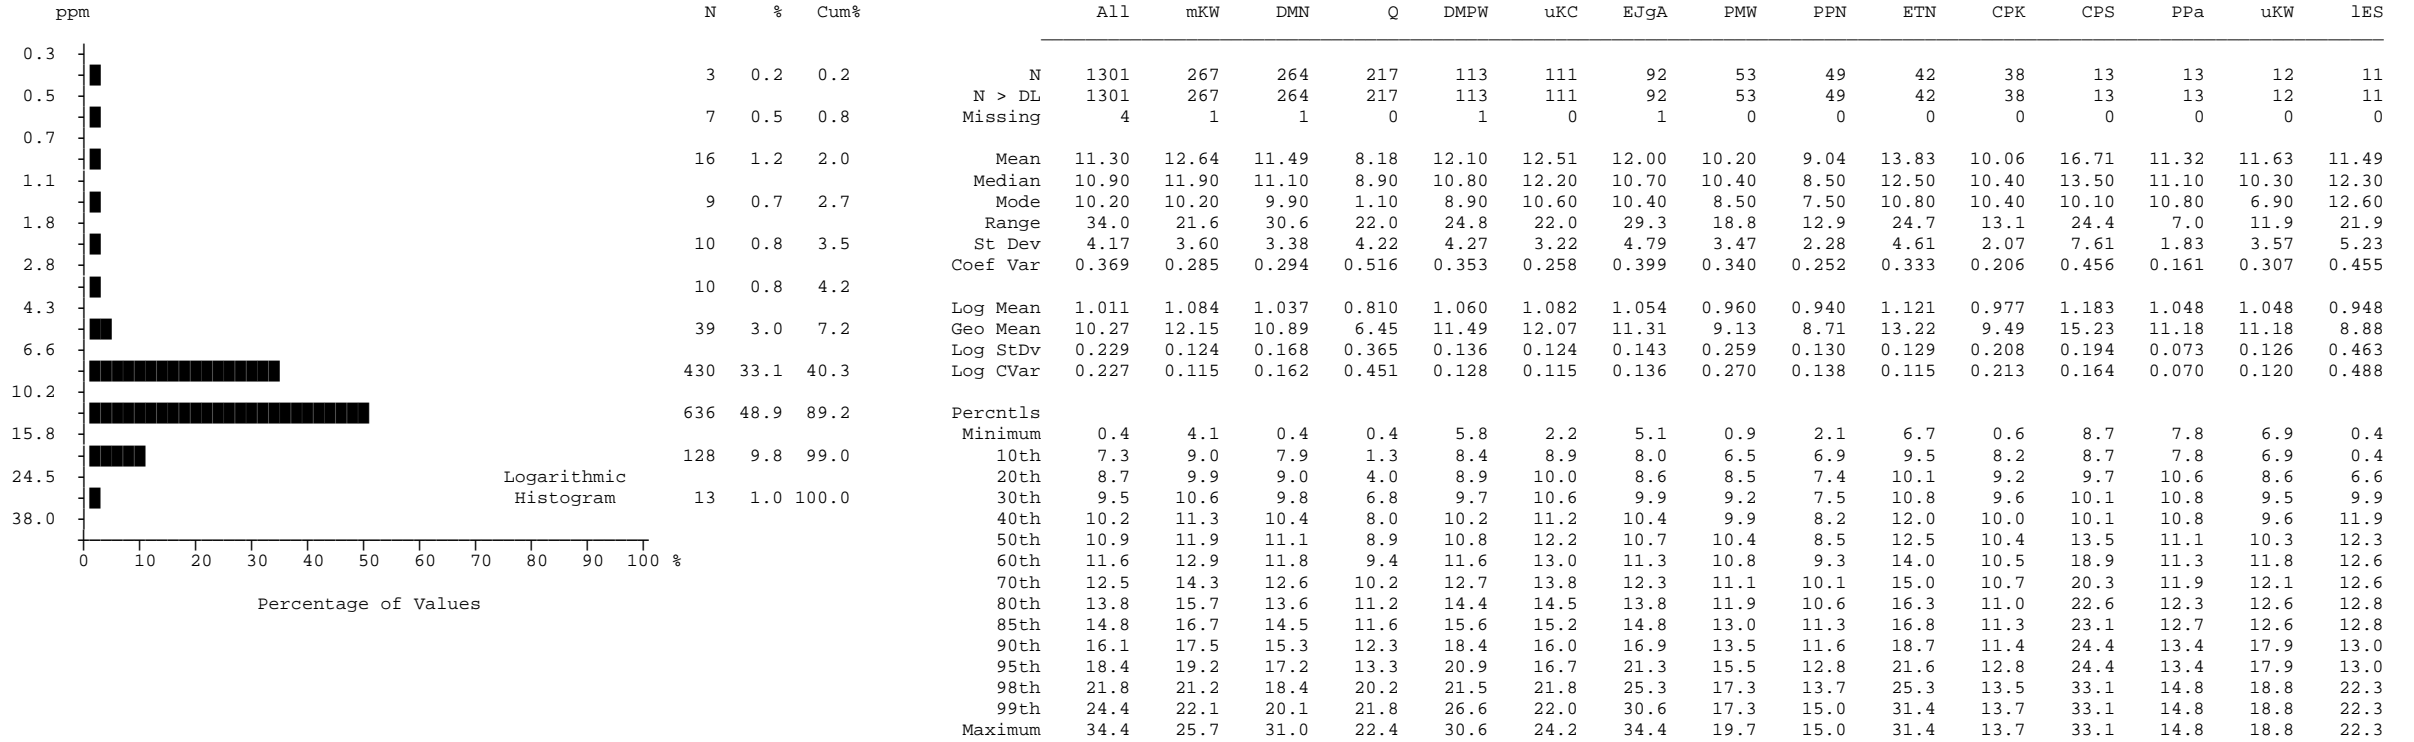 ppm N % Cum% All mKW DMN Q DMPW uKC EJgA PMW PPN ETN CPK CPS PPa uKW lES
0.3
3 0.2 0.2 N 1301 267 264 217 113 111 92 53 49 42 38 13 13 12 11
0.5 N > DL 1301 267 264 217 113 111 92 53 49 42 38 13 13 12 11
7 0.5 0.8 Missing 4 1 1 0 1 0 1 0 0 0 0 0 0 0 0
0.7
16 1.2 2.0 Mean 11.30 12.64 11.49 8.18 12.10 12.51 12.00 10.20 9.04 13.83 10.06 16.71 11.32 11.63 11.49
1.1 Median 10.90 11.90 11.10 8.90 10.80 12.20 10.70 10.40 8.50 12.50 10.40 13.50 11.10 10.30 12.30
9 0.7 2.7 Mode 10.20 10.20 9.90 1.10 8.90 10.60 10.40 8.50 7.50 10.80 10.40 10.10 10.80 6.90 12.60
1.8 Range 34.0 21.6 30.6 22.0 24.8 22.0 29.3 18.8 12.9 24.7 13.1 24.4 7.0 11.9 21.9
10 0.8 3.5 St Dev 4.17 3.60 3.38 4.22 4.27 3.22 4.79 3.47 2.28 4.61 2.07 7.61 1.83 3.57 5.23
2.8 Coef Var 0.369 0.285 0.294 0.516 0.353 0.258 0.399 0.340 0.252 0.333 0.206 0.456 0.161 0.307 0.455
10 0.8 4.2
4.3 Log Mean 1.011 1.084 1.037 0.810 1.060 1.082 1.054 0.960 0.940 1.121 0.977 1.183 1.048 1.048 0.948
39 3.0 7.2 Geo Mean 10.27 12.15 10.89 6.45 11.49 12.07 11.31 9.13 8.71 13.22 9.49 15.23 11.18 11.18 8.88
6.6 Log StDv 0.229 0.124 0.168 0.365 0.136 0.124 0.143 0.259 0.130 0.129 0.208 0.194 0.073 0.126 0.463
430 33.1 40.3 Log CVar 0.227 0.115 0.162 0.451 0.128 0.115 0.136 0.270 0.138 0.115 0.213 0.164 0.070 0.120 0.488
10.2
636 48.9 89.2 Percntls
15.8 Minimum 0.4 4.1 0.4 0.4 5.8 2.2 5.1 0.9 2.1 6.7 0.6 8.7 7.8 6.9 0.4
128 9.8 99.0 10th 7.3 9.0 7.9 1.3 8.4 8.9 8.0 6.5 6.9 9.5 8.2 8.7 7.8 6.9 0.4
24.5 Logarithmic 20th 8.7 9.9 9.0 4.0 8.9 10.0 8.6 8.5 7.4 10.1 9.2 9.7 10.6 8.6 6.6
Histogram 13 1.0 100.0 30th 9.5 10.6 9.8 6.8 9.7 10.6 9.9 9.2 7.5 10.8 9.6 10.1 10.8 9.5 9.9
38.0 40th 10.2 11.3 10.4 8.0 10.2 11.2 10.4 9.9 8.2 12.0 10.0 10.1 10.8 9.6 11.9
50th 10.9 11.9 11.1 8.9 10.8 12.2 10.7 10.4 8.5 12.5 10.4 13.5 11.1 10.3 12.3
0 10 20 30 40 50 60 70 80 90 100 % 60th 11.6 12.9 11.8 9.4 11.6 13.0 11.3 10.8 9.3 14.0 10.5 18.9 11.3 11.8 12.6
70th 12.5 14.3 12.6 10.2 12.7 13.8 12.3 11.1 10.1 15.0 10.7 20.3 11.9 12.1 12.6
Percentage of Values 80th 13.8 15.7 13.6 11.2 14.4 14.5 13.8 11.9 10.6 16.3 11.0 22.6 12.3 12.6 12.8
85th 14.8 16.7 14.5 11.6 15.6 15.2 14.8 13.0 11.3 16.8 11.3 23.1 12.7 12.6 12.8
90th 16.1 17.5 15.3 12.3 18.4 16.0 16.9 13.5 11.6 18.7 11.4 24.4 13.4 17.9 13.0
95th 18.4 19.2 17.2 13.3 20.9 16.7 21.3 15.5 12.8 21.6 12.8 24.4 13.4 17.9 13.0
98th 21.8 21.2 18.4 20.2 21.5 21.8 25.3 17.3 13.7 25.3 13.5 33.1 14.8 18.8 22.3
99th 24.4 22.1 20.1 21.8 26.6 22.0 30.6 17.3 15.0 31.4 13.7 33.1 14.8 18.8 22.3
Maximum 34.4 25.7 31.0 22.4 30.6 24.2 34.4 19.7 15.0 31.4 13.7 33.1 14.8 18.8 22.3